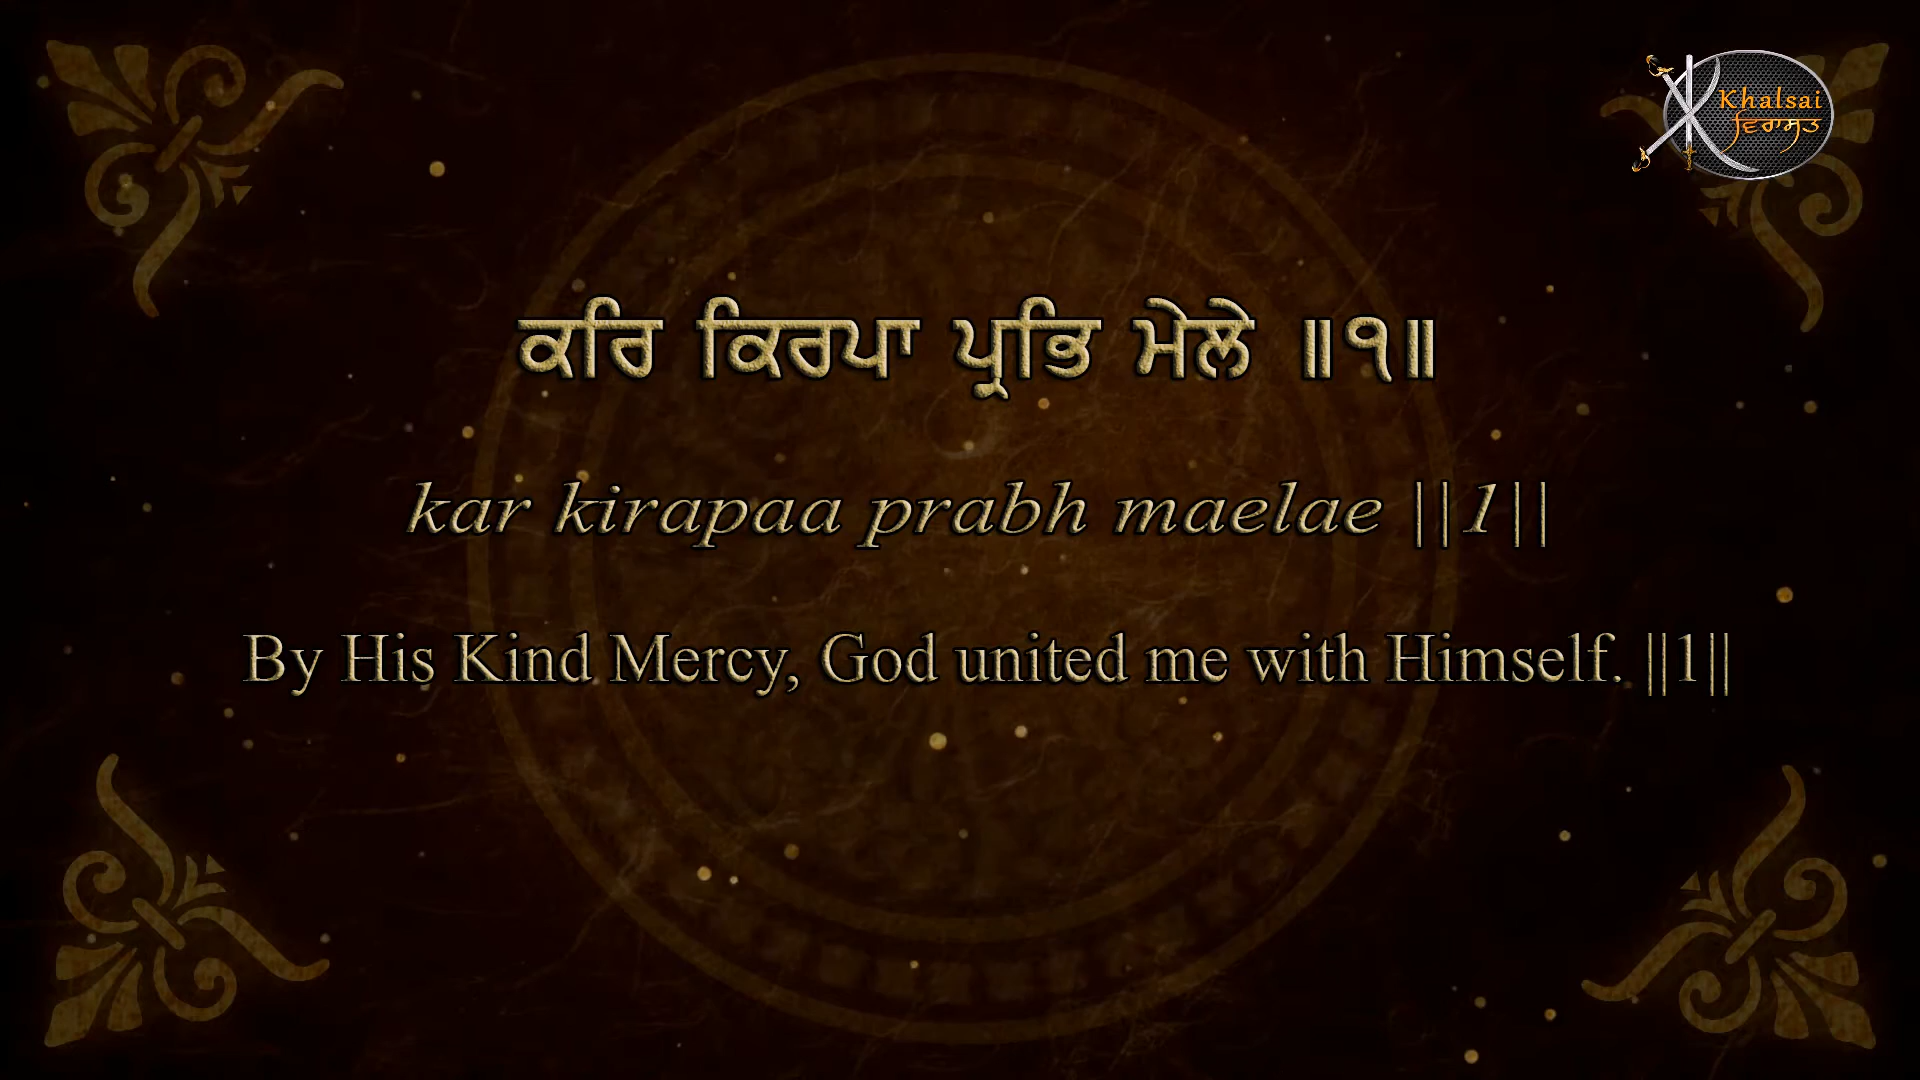 Khalsai
ਵਿਰਾਸਤ
ਕਰਿ ਕਿਰਪਾ ਪ੍ਰਭਿ ਮੇਲੇ ॥੧॥
kar kirapaa prabh maelae ||1||
By His Kind Mercy, God united me with Himself. ||1||